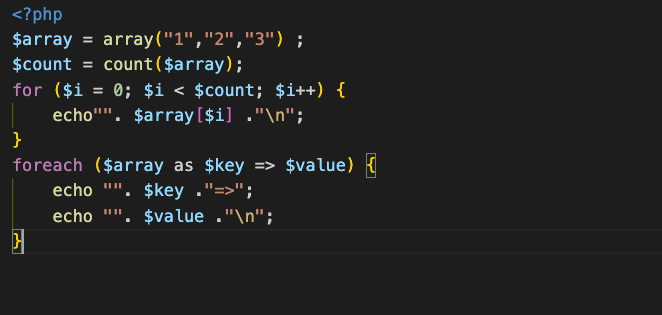 <?php
$array = array("1","2","3") ;
$count = count($array);
for ($i = 0; $i < $count; $i++) {
    echo"". $array[$i] ."\n";
}
foreach ($array as $key => $value) {
    echo "". $key ."=>";
    echo "". $value ."\n";
}